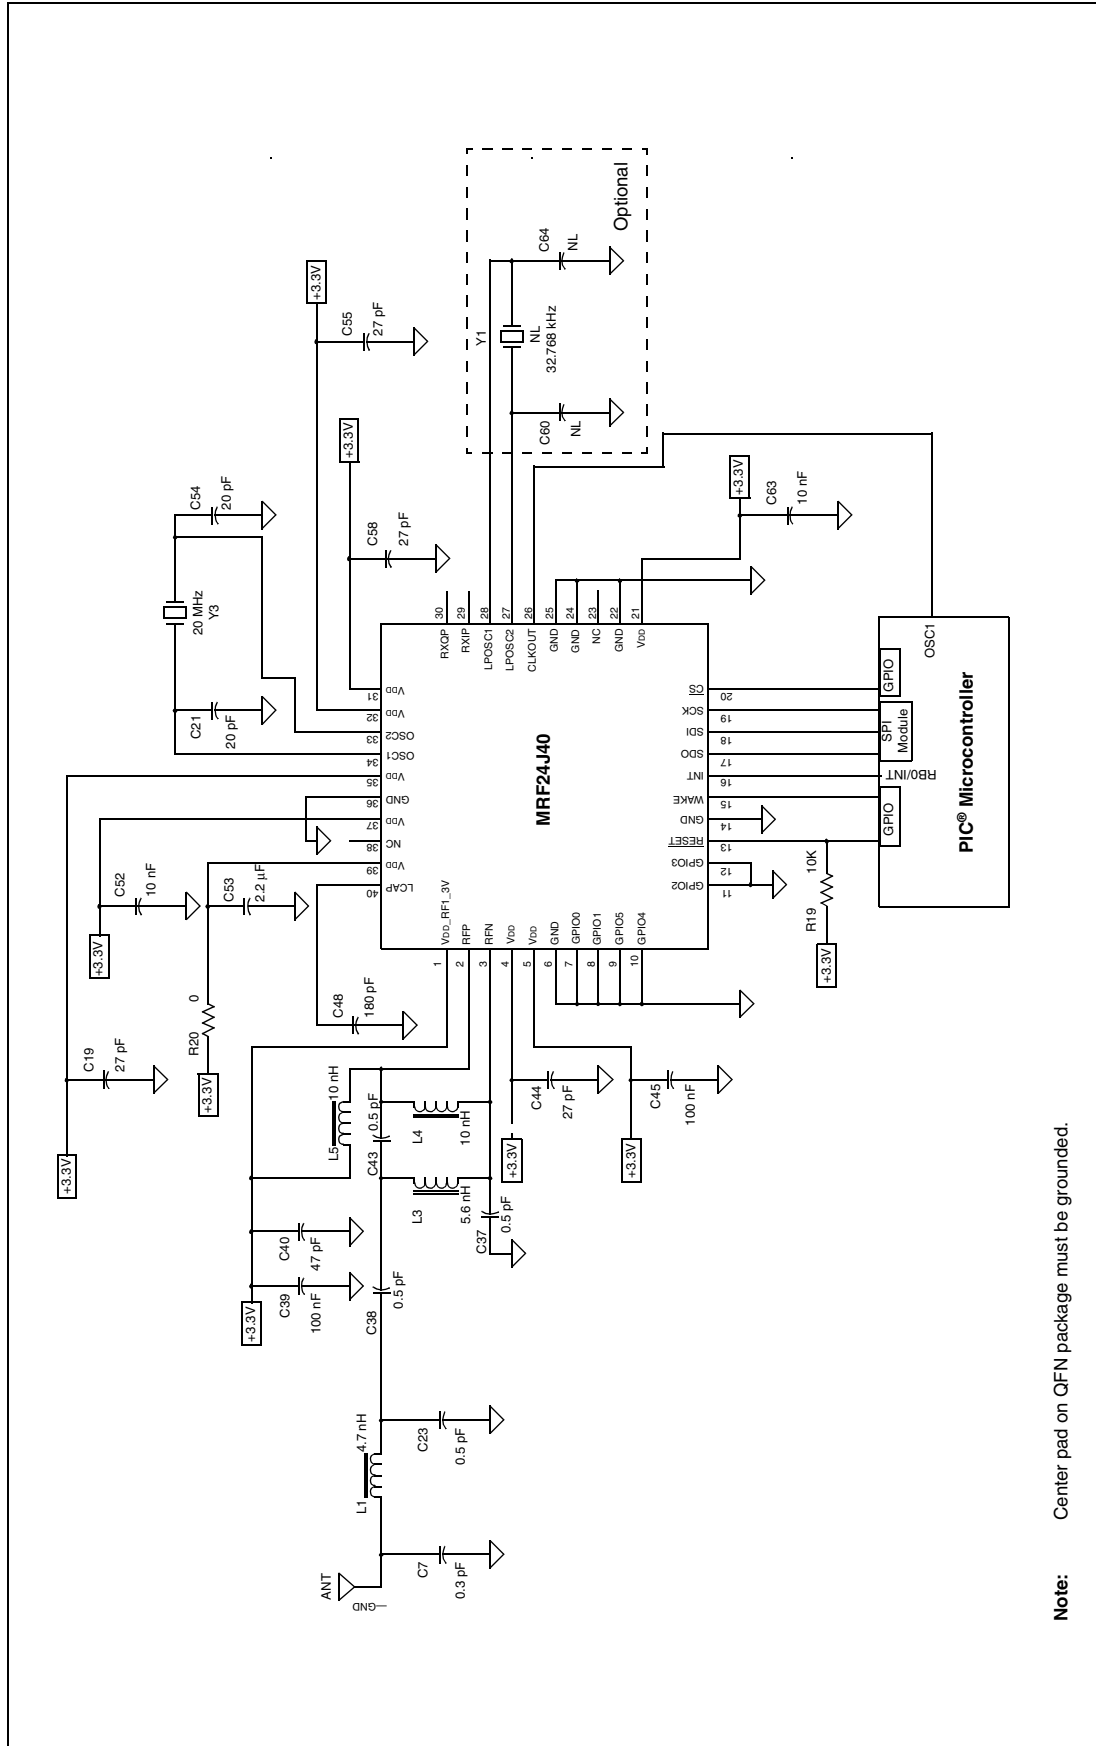 +3.3V
C19
27 pF
+3.3V
C52
10 nF
+3.3V
R20
0
C53
2.2 µF
C21
20 pF
20 MHz
Y3
C54
20 pF
+3.3V
C55
27 pF
+3.3V
C58
27 pF
C48
180 pF
Optional
Y1
NL
32.768 kHz
C60
NL
C64
NL
+3.3V
C39
100 nF
C40
47 pF
L5
10 nH
C43
0.5 pF
L4
10 nH
L3
5.6 nH
C37
0.5 pF
C38
0.5 pF
C23
0.5 pF
L1
4.7 nH
C7
0.3 pF
ANT
GND
+3.3V
C44
27 pF
+3.3V
C45
100 nF
MRF24J40
1 VDD_RF1_3V
2 RFP
3 RFN
4 VDD
5 VDD
6 GND
7 GPIO0
8 GPIO1
9 GPIO5
10 GPIO4
11 GPIO2
12 GPIO3
13 RESET
14 GND
15 WAKE
16 INT
17 SDO
18 SDI
19 SCK
20 CS
21 VDD
22 GND
23 NC
24 GND
25 GND
26 CLKOUT
27 LPOSC2
28 LPOSC1
29 RXIP
30 RXQP
31 VDD
32 VDD
33 OSC2
34 OSC1
35 VDD
36 GND
37 VDD
38 NC
39 VDD
40 LCAP
+3.3V
C63
10 nF
+3.3V
R19
10K
GPIO
RB0/INT
SPI
Module
GPIO
OSC1
PIC® Microcontroller
Note: Center pad on QFN package must be grounded.